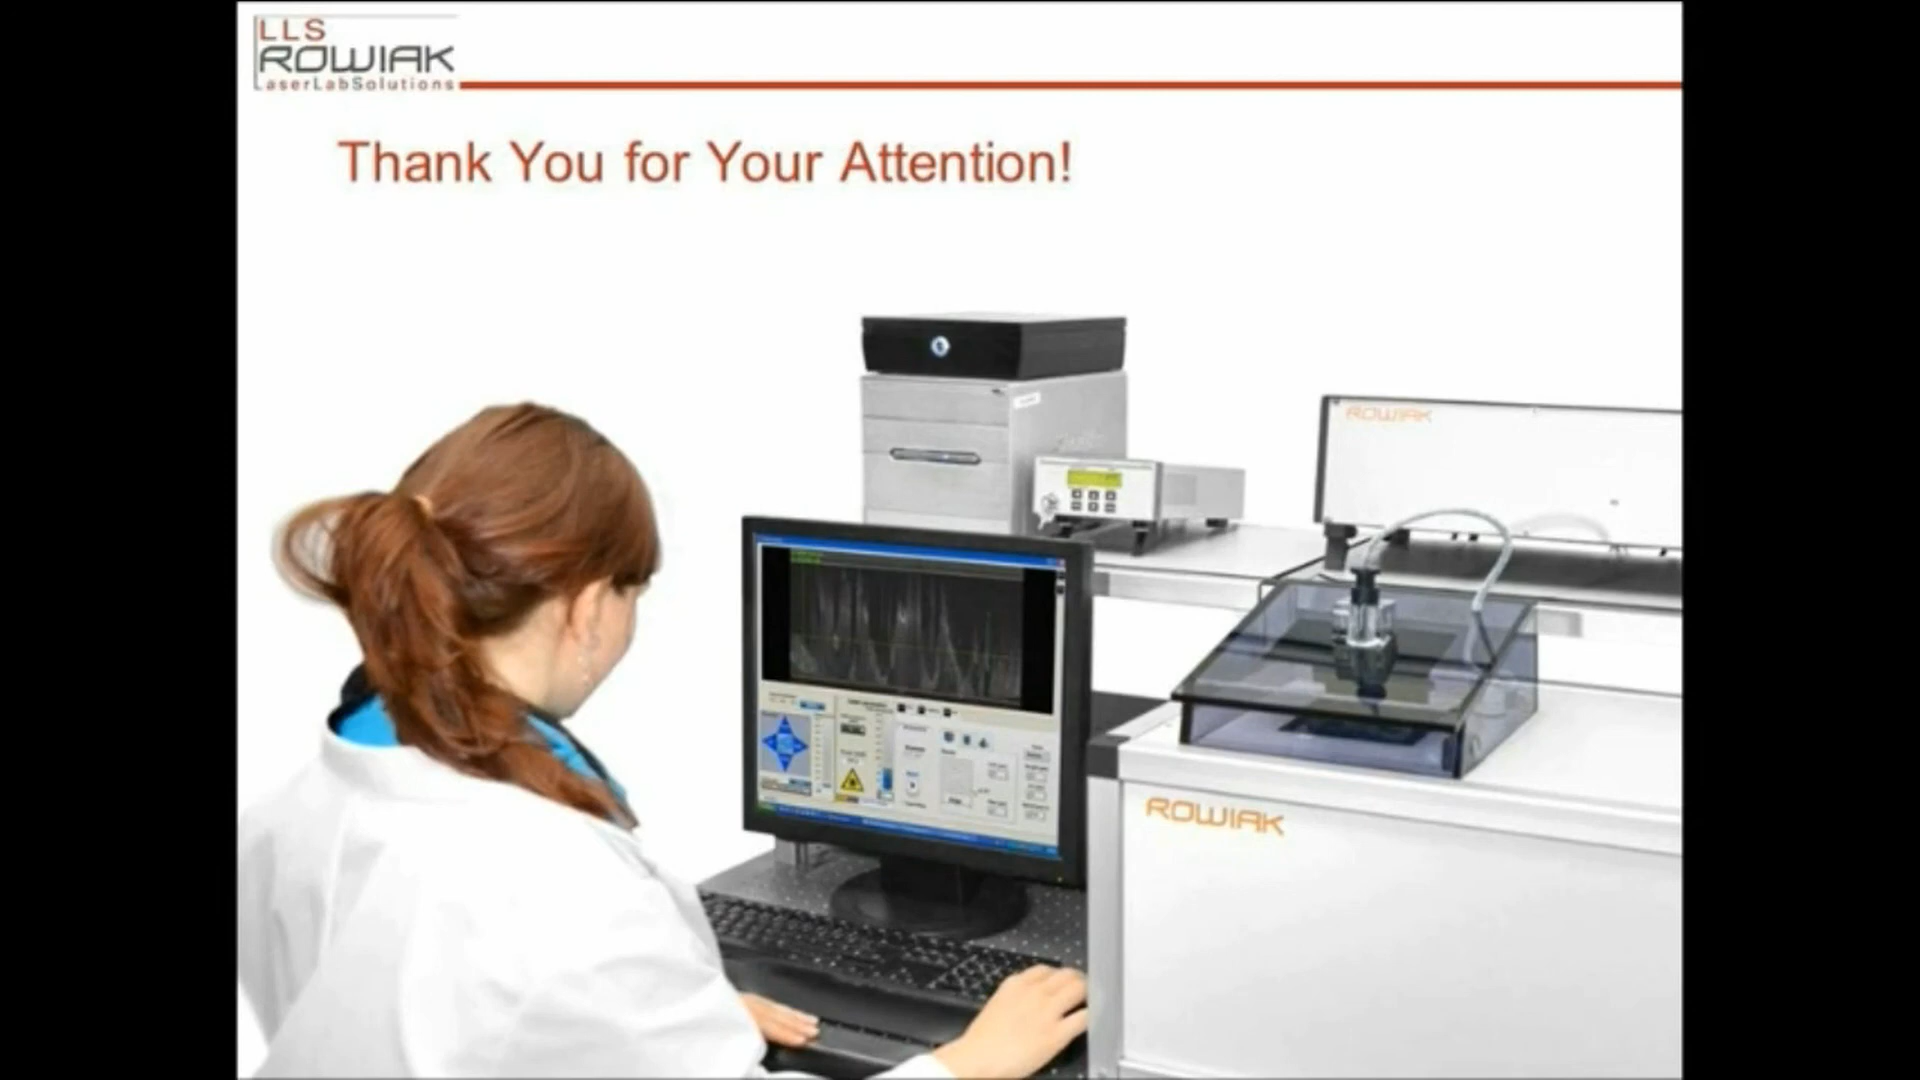 LLS
ROWIAK
LaserLabSolutions
Thank You for Your Attention!
ROWIAK
ROWIAK